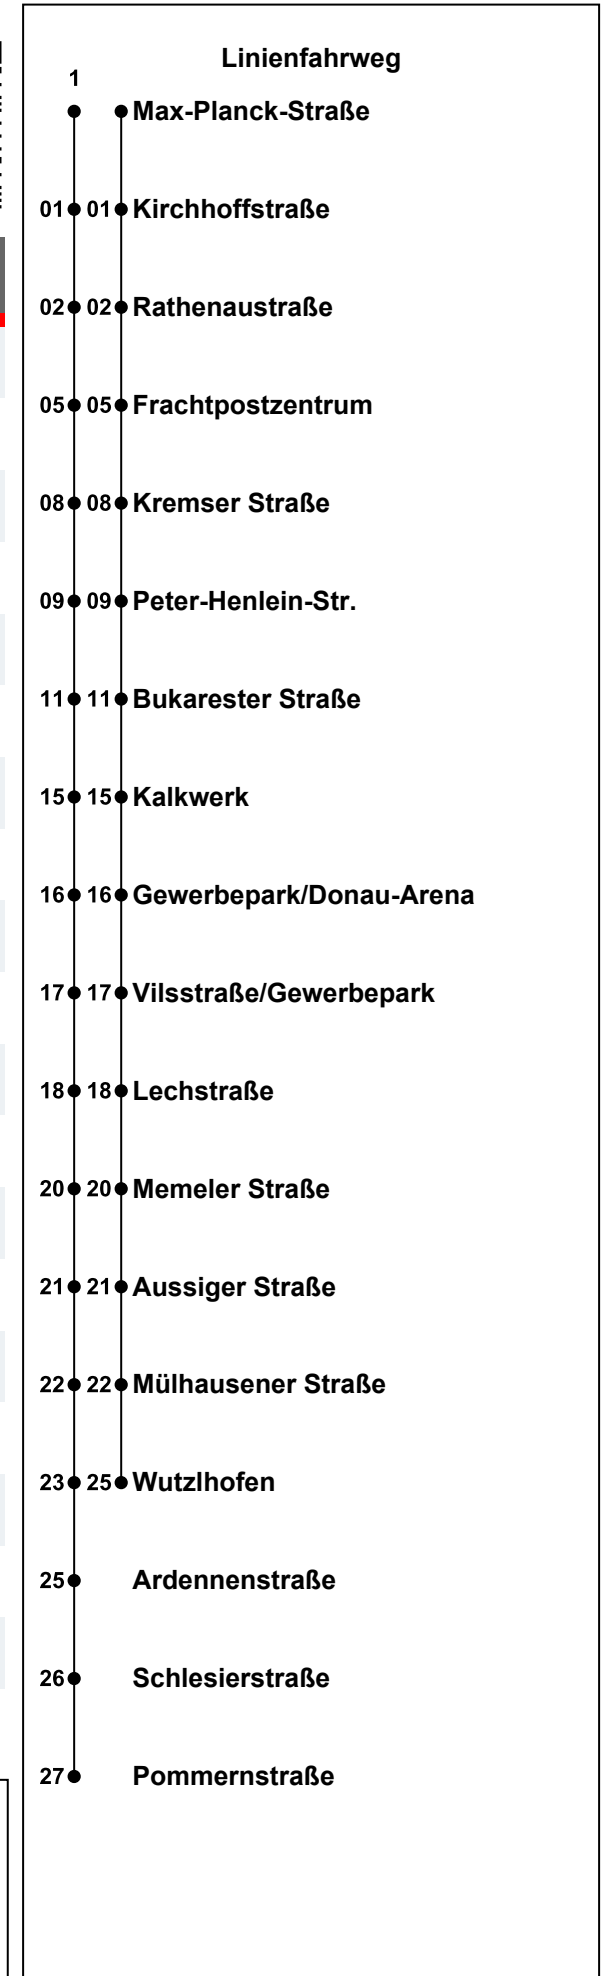 Linienfahrweg
1
Max-Planck-Straße
01 01 Kirchhoffstraße
02 02 Rathenaustraße
05 05 Frachtpostzentrum
08 08 Kremser Straße
09 09 Peter-Henlein-Str.
11 11 Bukarester Straße
15 15 Kalkwerk
16 16 Gewerbepark/Donau-Arena
17 17 Vilsstraße/Gewerbepark
18 18 Lechstraße
20 20 Memeler Straße
21 21 Aussiger Straße
22 22 Mülhausener Straße
23 25 Wutzlhofen
25 Ardennenstraße
26 Schlesierstraße
27 Pommernstraße